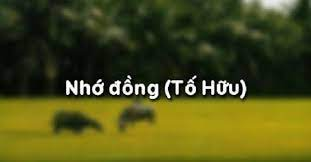 Nhớ đồng (Tố Hữu)